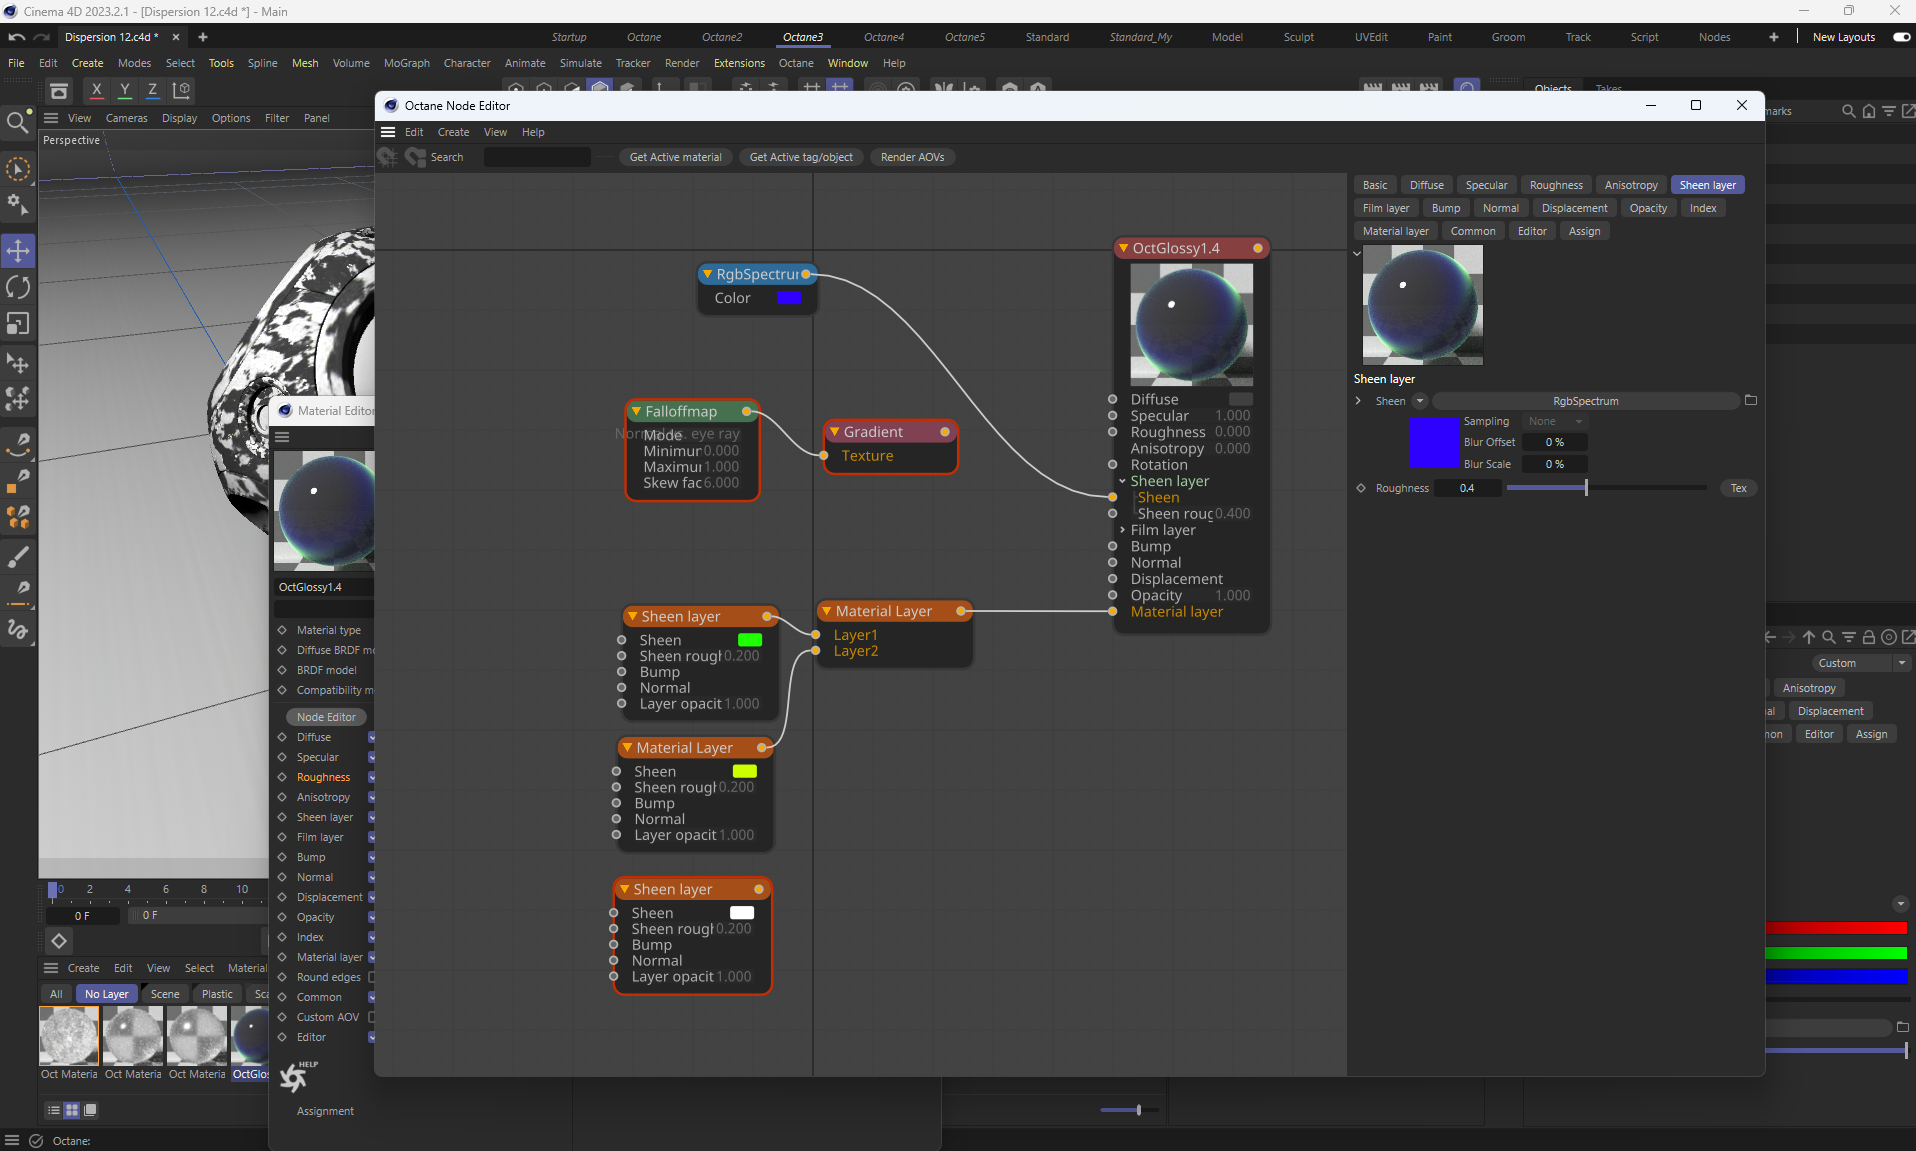 Cinema 4D 2023.2.1 - [Dispersion 12.c4d *] - Main
Dispersion 12.c4d *
Startup Octane Octane2 Octane3 Octane4 Octane5 Standard Standard_My Model Sculpt UVEdit Paint Groom Track Script Nodes New Layouts
File Edit Create Modes Select Tools Spline Mesh Volume MoGraph Character Animate Simulate Tracker Render Extensions Octane Window Help
X Y Z
Objects Takes
Octane Node Editor
marks
View Cameras Display Options Filter Panel
Perspective
Edit Create View Help
Search
Get Active material
Get Active tag/object
Render AOVs
Basic Diffuse Specular Roughness Anisotropy Sheen layer
Film layer Bump Normal Displacement Opacity Index
Material layer Common Editor Assign
Sheen layer
Sheen RgbSpectrum
Sampling None
Blur Offset 0 %
Blur Scale 0 %
Roughness 0.4 Tex
RgbSpectrum
Color
Falloffmap
Mode Normal vs. eye ray
Minimur 0.000
Maximur 1.000
Skew fac 6.000
Gradient
Texture
OctGlossy1.4
Diffuse
Specular 1.000
Roughness 0.000
Anisotropy 0.000
Rotation
Sheen layer
Sheen
Sheen roug 0.400
Film layer
Bump
Normal
Displacement
Opacity 1.000
Material layer
Sheen layer
Sheen
Sheen rough 0.200
Bump
Normal
Layer opacit 1.000
Material Layer
Layer1
Layer2
Material Layer
Sheen
Sheen rough 0.200
Bump
Normal
Layer opacit 1.000
Sheen layer
Sheen
Sheen rough 0.200
Bump
Normal
Layer opacit 1.000
Material Editor
OctGlossy1.4
Material type
Diffuse BRDF mo
BRDF model
Compatibility m
Node Editor
Diffuse
Specular
Roughness
Anisotropy
Sheen layer
Film layer
Bump
Normal
Displacement
Opacity
Index
Material layer
Round edges
Common
Custom AOV
Editor
HELP
Assignment
0 2 4 6 8 10
0 F 0 F
Create Edit View Select Material
All No Layer Scene Plastic Sca
Oct Materia Oct Materia Oct Materia OctGlos
Octane:
Custom
Anisotropy
al Displacement
non Editor Assign